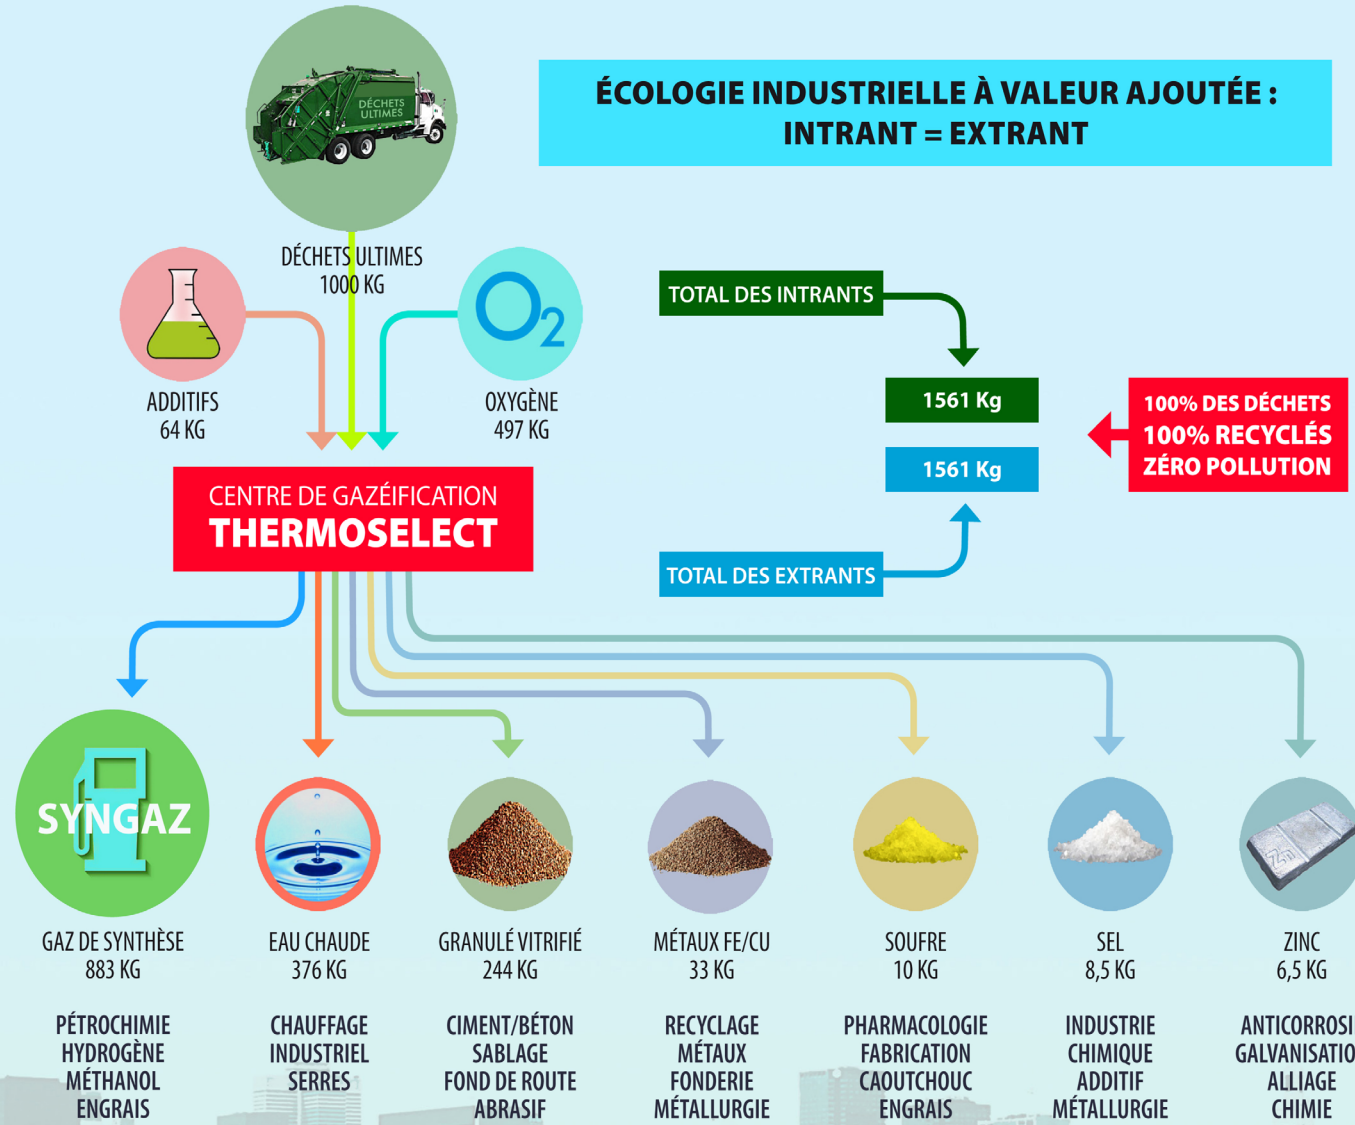 DÉCHETS
ULTIMES
ÉCOLOGIE INDUSTRIELLE À VALEUR AJOUTÉE :
INTRANT = EXTRANT
DÉCHETS ULTIMES
1000 KG
O2
ADDITIFS
64 KG
OXYGÈNE
497 KG
TOTAL DES INTRANTS
1561 Kg
1561 Kg
100% DES DÉCHETS
100% RECYCLÉS
ZÉRO POLLUTION
TOTAL DES EXTRANTS
CENTRE DE GAZÉIFICATION
THERMOSELECT
SYNGAZ
Zn
GAZ DE SYNTHÈSE
883 KG
PÉTROCHIMIE
HYDROGÈNE
MÉTHANOL
ENGRAIS
EAU CHAUDE
376 KG
CHAUFFAGE
INDUSTRIEL
SERRES
GRANULÉ VITRIFIÉ
244 KG
CIMENT/BÉTON
SABLAGE
FOND DE ROUTE
ABRASIF
MÉTAUX FE/CU
33 KG
RECYCLAGE
MÉTAUX
FONDERIE
MÉTALLURGIE
SOUFRE
10 KG
PHARMACOLOGIE
FABRICATION
CAOUTCHOUC
ENGRAIS
SEL
8,5 KG
INDUSTRIE
CHIMIQUE
ADDITIF
MÉTALLURGIE
ZINC
6,5 KG
ANTICORROSI
GALVANISATIO
ALLIAGE
CHIMIE